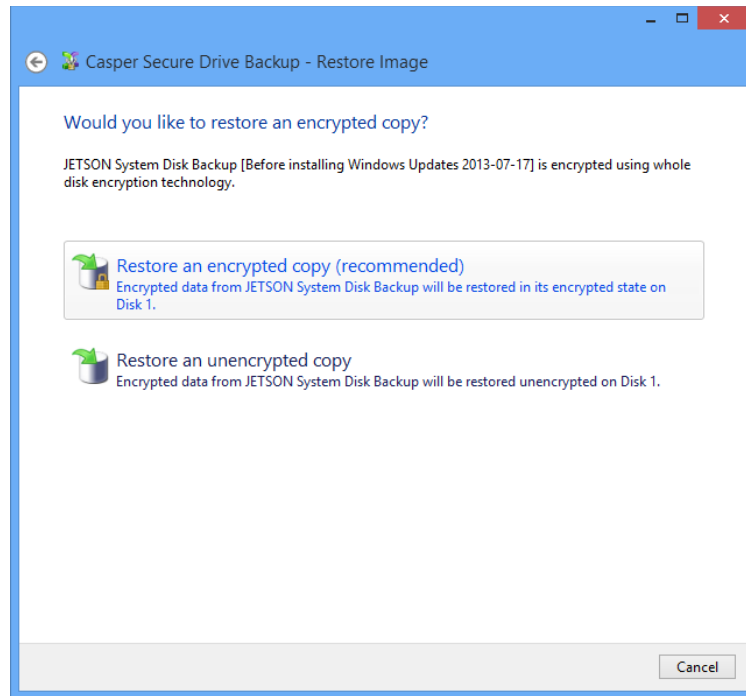 Casper Secure Drive Backup - Restore Image
Would you like to restore an encrypted copy?
JETSON System Disk Backup [Before installing Windows Updates 2013-07-17] is encrypted using whole
disk encryption technology.
Restore an encrypted copy (recommended)
Encrypted data from JETSON System Disk Backup will be restored in its encrypted state on
Disk 1.
Restore an unencrypted copy
Encrypted data from JETSON System Disk Backup will be restored unencrypted on Disk 1.
Cancel